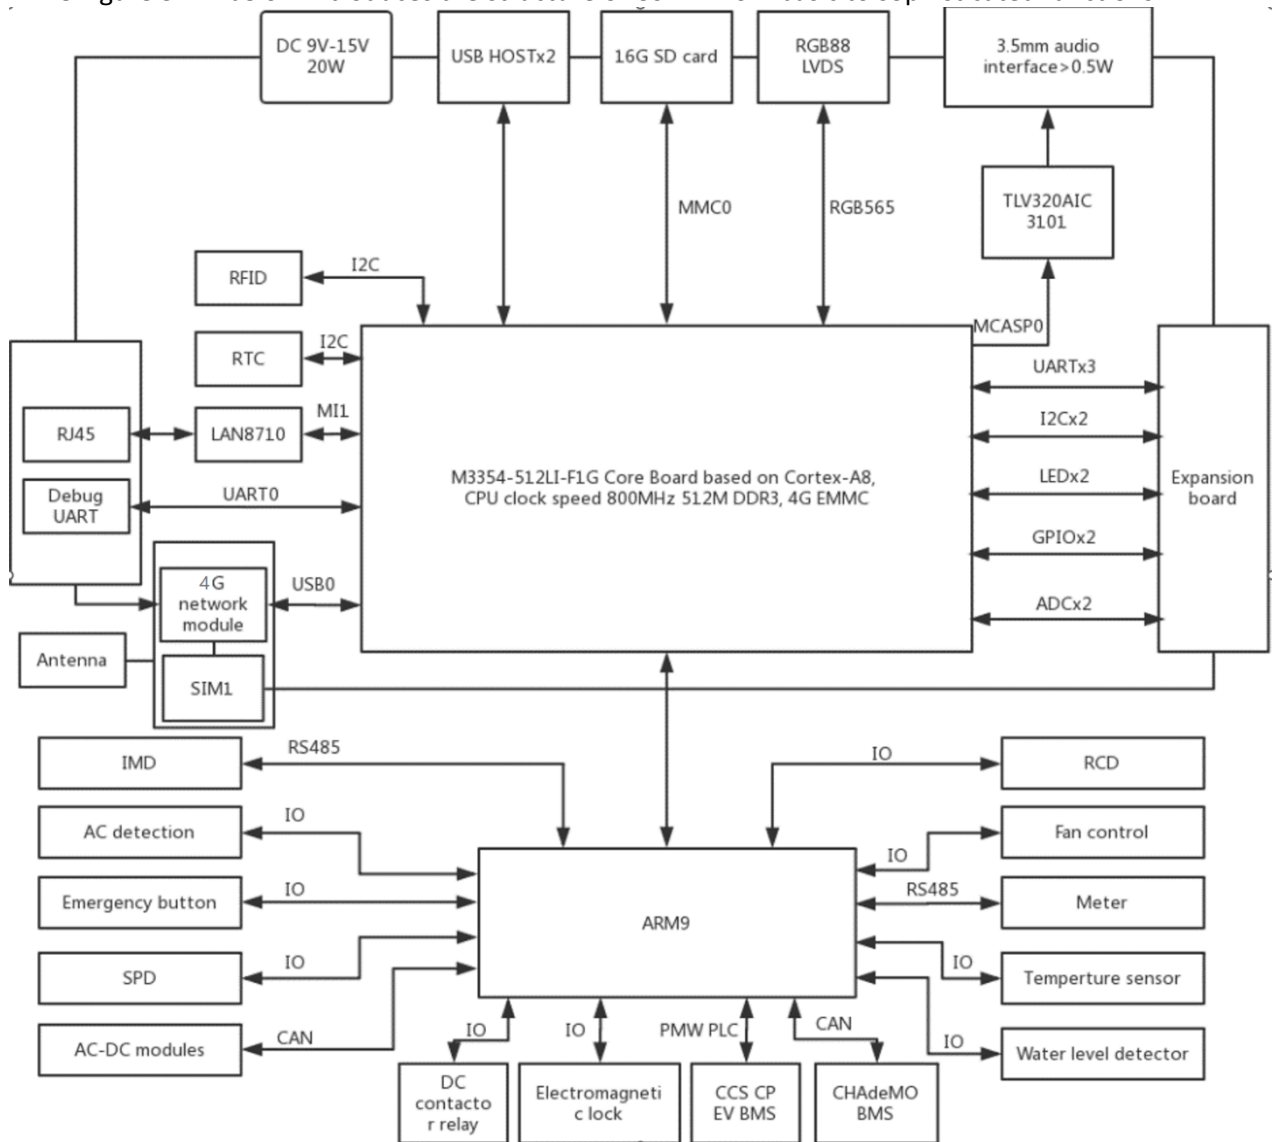 DC 9V-15V
20W
USB HOSTx2
16G SD card
RGB88
LVDS
3.5mm audio
interface>0.5W
MMC0
RGB565
TLV320AIC
3101
RFID
I2C
MCASP0
RTC
I2C
UARTx3
RJ45
LAN8710
MI1
I2Cx2
M3354-512LI-F1G Core Board based on Cortex-A8,
CPU clock speed 800MHz 512M DDR3, 4G EMMC
LEDx2
Expansion
board
Debug
UART
UART0
GPIOx2
4G
network
module
USB0
ADCx2
Antenna
SIM1
IMD
RS485
IO
RCD
AC detection
IO
IO
Fan control
Emergency button
IO
ARM9
RS485
Meter
SPD
IO
IO
Temperture sensor
AC-DC modules
CAN
IO
IO
PMW PLC
CAN
IO
Water level detector
DC
contacto
r relay
Electromagneti
c lock
CCS CP
EV BMS
CHAdeMO
BMS